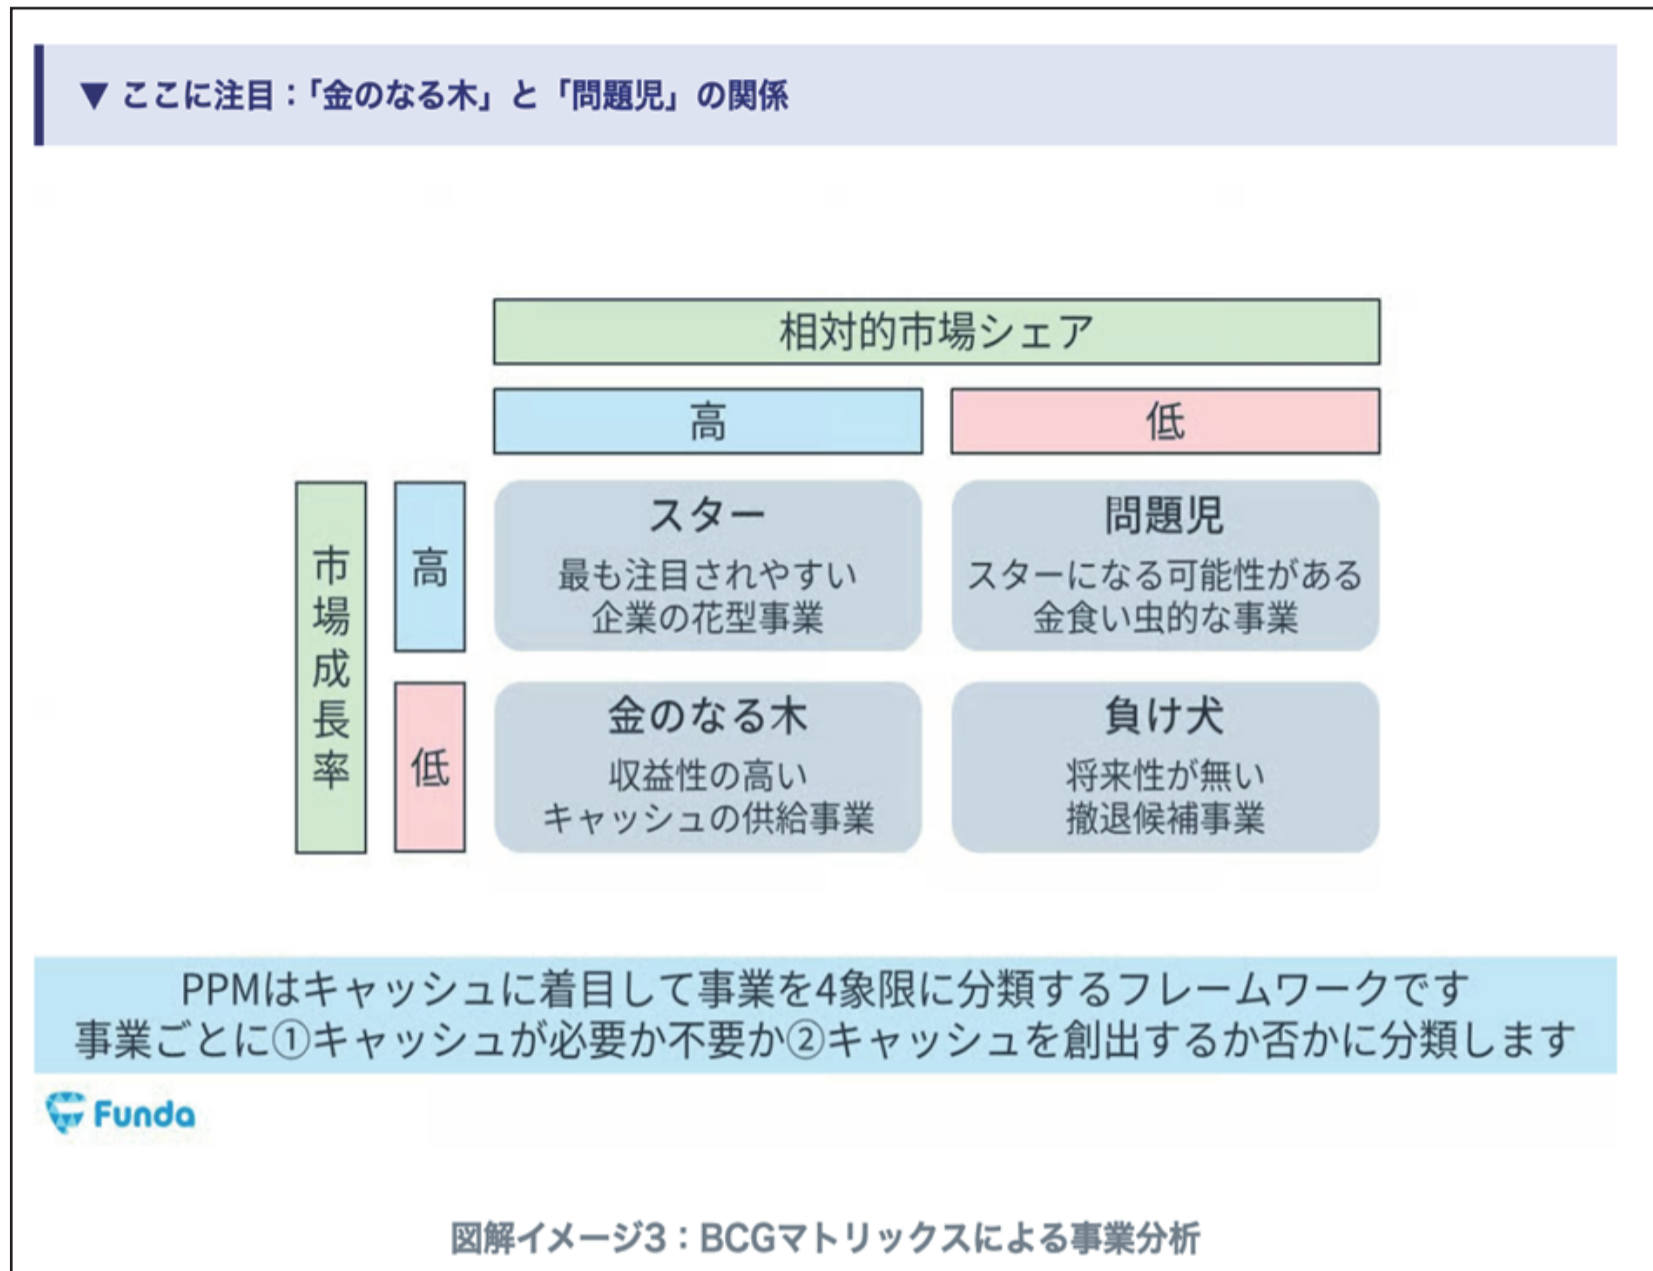 ▼ ここに注目：「金のなる木」と「問題児」の関係
相対的市場シェア
高
低
市場成長率
高
スター
最も注目されやすい
企業の花型事業
問題児
スターになる可能性がある
金食い虫的な事業
低
金のなる木
収益性の高い
キャッシュの供給事業
負け犬
将来性が無い
撤退候補事業
PPMはキャッシュに着目して事業を4象限に分類するフレームワークです
事業ごとに①キャッシュが必要か不要か②キャッシュを創出するか否かに分類します
Funda
図解イメージ3：BCGマトリックスによる事業分析